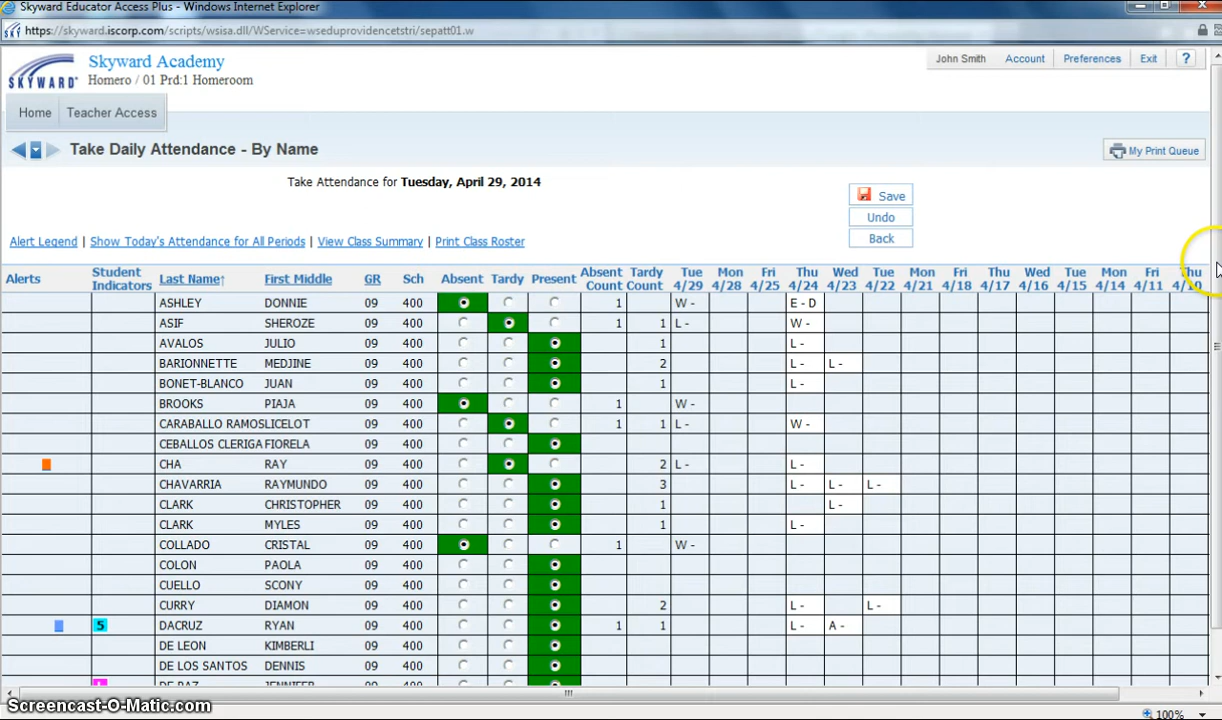 Skyward Educator Access Plus - Windows Internet Explorer
https://skyward.iscorp.com/scripts/wsisa.dll/WService=wseduprovidencetstri/sepatt01.w
SKYWARD
Skyward Academy
Homero / 01 Prd:1 Homeroom
John Smith Account Preferences Exit ?
Home Teacher Access
Take Daily Attendance - By Name
My Print Queue
Take Attendance for Tuesday, April 29, 2014
Save
Undo
Back
Alert Legend | Show Today's Attendance for All Periods | View Class Summary | Print Class Roster
Alerts Student Indicators Last Name↑ First Middle GR Sch Absent Tardy Present Absent Count Tardy Count Tue 4/29 Mon 4/28 Fri 4/25 Thu 4/24 Wed 4/23 Tue 4/22 Mon 4/21 Fri 4/18 Thu 4/17 Wed 4/16 Tue 4/15 Mon 4/14 Fri 4/11 Thu 4/10
ASHLEY DONNIE 09 400 1 W - E - D
ASIF SHEROZE 09 400 1 1 L - W -
AVALOS JULIO 09 400 1 L -
BARIONNETTE MEDJINE 09 400 2 L - L -
BONET-BLANCO JUAN 09 400 1 L -
BROOKS PIAJA 09 400 1 W -
CARABALLO RAMOS LICELOT 09 400 1 1 L - W -
CEBALLOS CLERIGA FIORELA 09 400
CHA RAY 09 400 2 L - L -
CHAVARRIA RAYMUNDO 09 400 3 L - L - L -
CLARK CHRISTOPHER 09 400 1 L -
CLARK MYLES 09 400 1 L -
COLLADO CRISTAL 09 400 1 W -
COLON PAOLA 09 400
CUELLO SCONY 09 400
CURRY DIAMON 09 400 2 L - L -
5 DACRUZ RYAN 09 400 1 1 L - A -
DE LEON KIMBERLI 09 400
DE LOS SANTOS DENNIS 09 400
DE PAZ JENNIFER 09 400
Screencast-O-Matic.com
100%